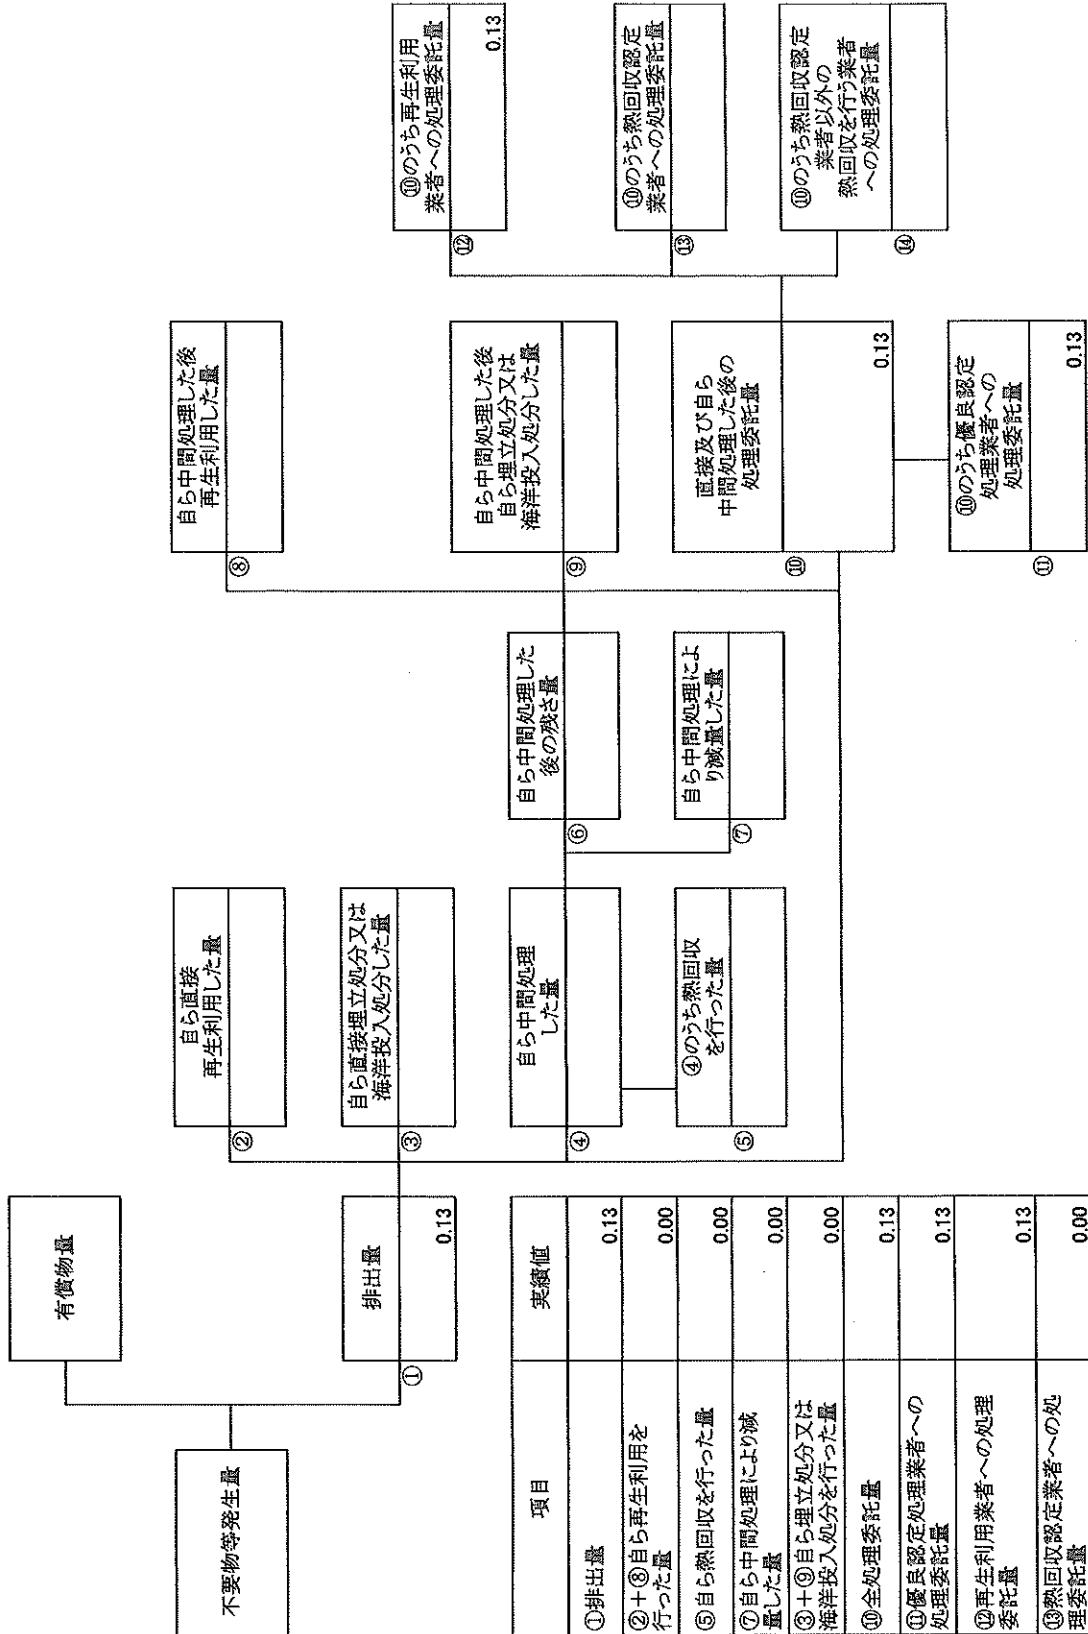 不要物等発生量
有償物量
排出量
①
0.13
自ら直接
再生利用した量
②
自ら直接埋立処分又は
海洋投入処分した量
③
自ら中間処理
した量
④
④のうち熱回収
を行った量
⑤
自ら中間処理した
後の残さ量
⑥
自ら中間処理によ
り減量した量
⑦
自ら中間処理した後
再生利用した量
⑧
自ら中間処理した後
自ら埋立処分又は
海洋投入処分した量
⑨
直接及び自ら
中間処理した後の
処理委託量
⑩
0.13
⑩のうち優良認定
処理業者への
処理委託量
⑪
0.13
⑩のうち再生利用
業者への処理委託量
⑫
0.13
⑩のうち熱回収認定
業者への処理委託量
⑬
⑩のうち熱回収認定
業者以外の
熱回収を行う業者
への処理委託量
⑭
項目 実績値
①排出量 0.13
②+⑧自ら再生利用を
行った量 0.00
⑤自ら熱回収を行った量 0.00
⑦自ら中間処理により減
量した量 0.00
③+⑨自ら埋立処分又は
海洋投入処分を行った量 0.00
⑩全処理委託量 0.13
⑪優良認定処理業者への
処理委託量 0.13
⑫再生利用業者への処理
委託量 0.13
⑬熱回収認定業者への処
理委託量 0.00